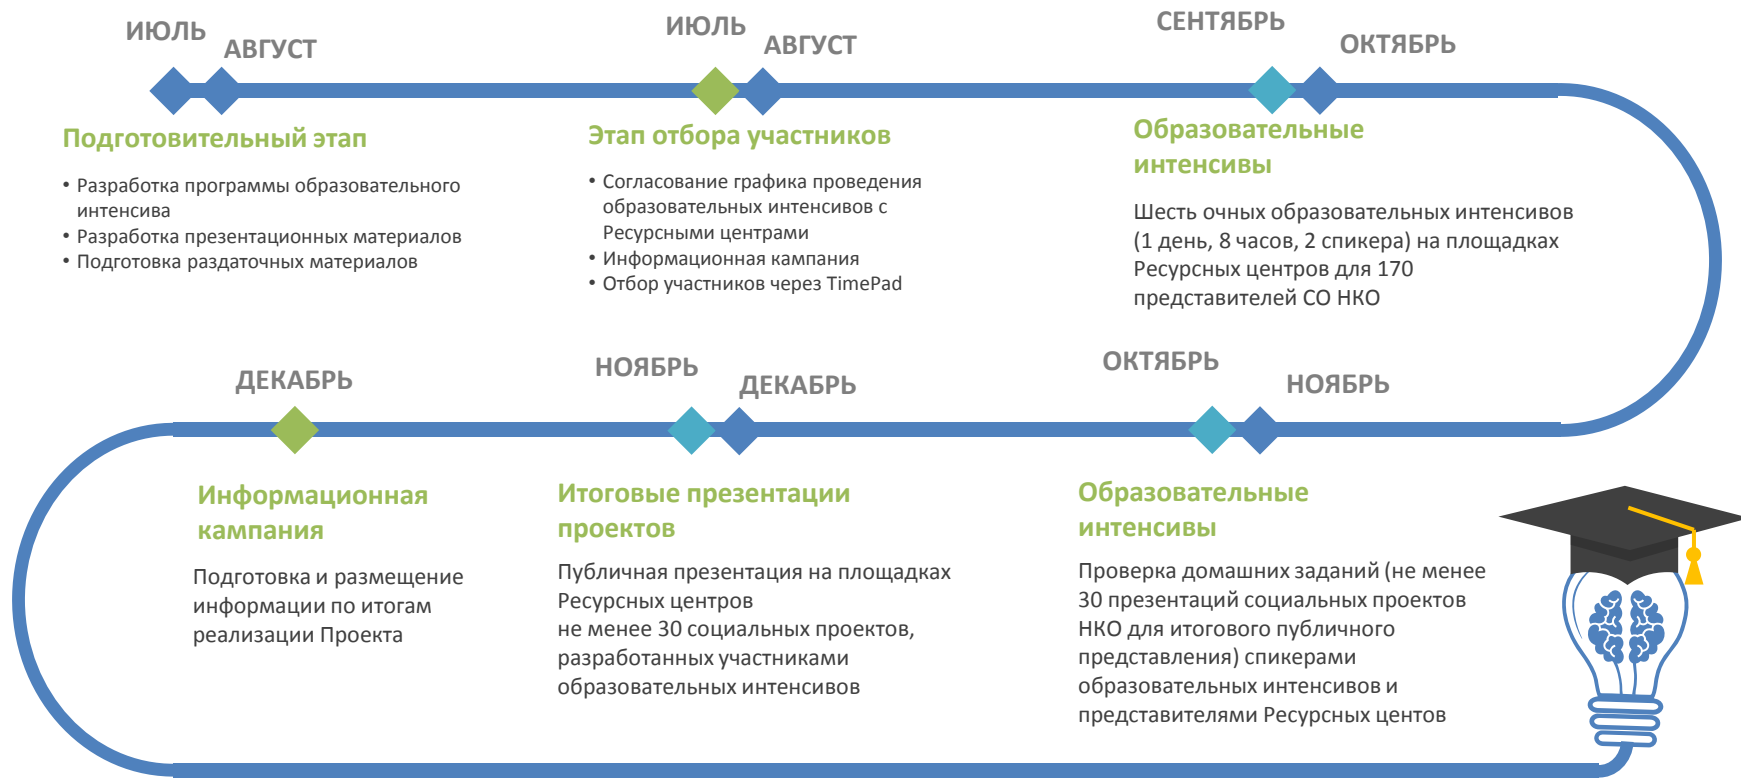 ИЮЛЬ
АВГУСТ
Подготовительный этап
• Разработка программы образовательного
интенсива
• Разработка презентационных материалов
• Подготовка раздаточных материалов
ИЮЛЬ
АВГУСТ
Этап отбора участников
• Согласование графика проведения
образовательных интенсивов с
Ресурсными центрами
• Информационная кампания
• Отбор участников через TimePad
СЕНТЯБРЬ
ОКТЯБРЬ
Образовательные
интенсивы
Шесть очных образовательных интенсивов
(1 день, 8 часов, 2 спикера) на площадках
Ресурсных центров для 170
представителей СО НКО
ОКТЯБРЬ
НОЯБРЬ
Образовательные
интенсивы
Проверка домашних заданий (не менее
30 презентаций социальных проектов
НКО для итогового публичного
представления) спикерами
образовательных интенсивов и
представителями Ресурсных центов
НОЯБРЬ
ДЕКАБРЬ
Итоговые презентации
проектов
Публичная презентация на площадках
Ресурсных центров
не менее 30 социальных проектов,
разработанных участниками
образовательных интенсивов
ДЕКАБРЬ
Информационная
кампания
Подготовка и размещение
информации по итогам
реализации Проекта